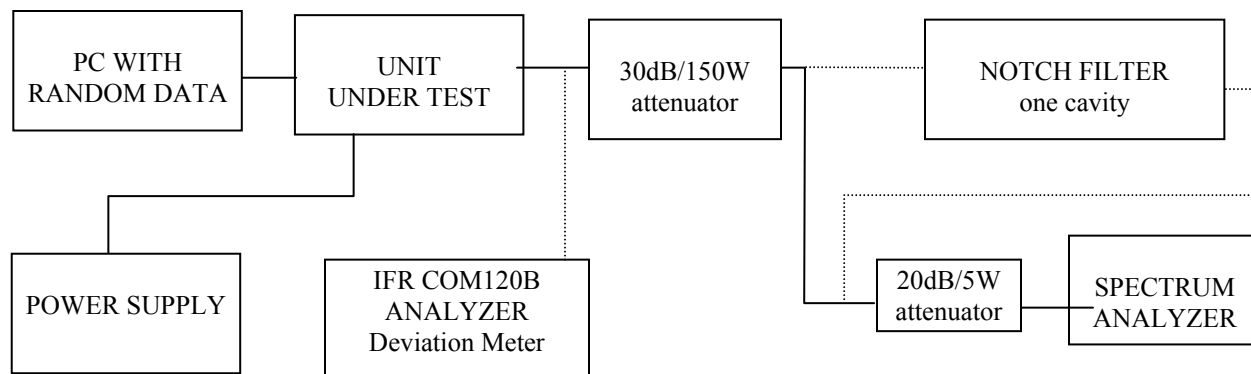 PC WITH
RANDOM DATA
UNIT
UNDER TEST
30dB/150W
attenuator
NOTCH FILTER
one cavity
POWER SUPPLY
IFR COM120B
ANALYZER
Deviation Meter
20dB/5W
attenuator
SPECTRUM
ANALYZER